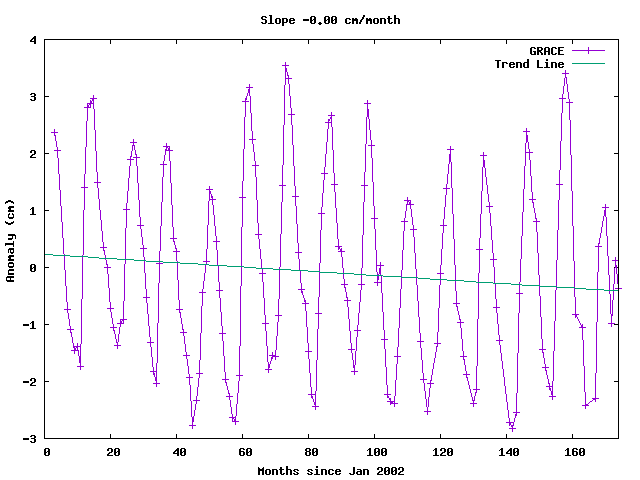 Slope -0.00 cm/month
GRACE
Trend Line
4
3
2
1
0
-1
-2
-3
Anomaly (cm)
0 20 40 60 80 100 120 140 160
Months since Jan 2002